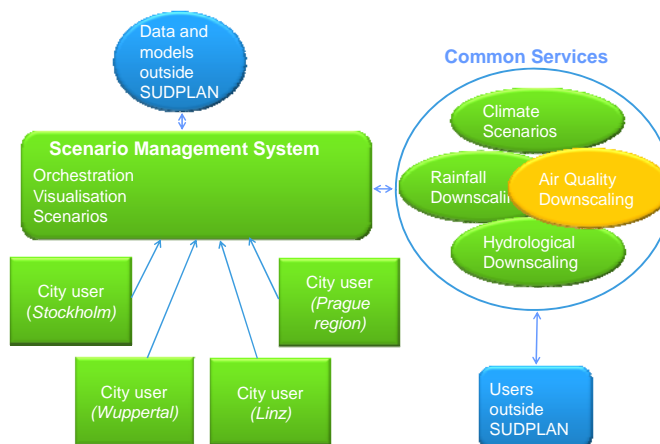 Data and
models
outside
SUDPLAN
Common Services
Climate
Scenarios
Scenario Management System
Orchestration
Visualisation
Scenarios
Rainfall
Downscaling
Air Quality
Downscaling
Hydrological
Downscaling
City user
(Stockholm)
City user
(Prague
region)
City user
(Wuppertal)
City user
(Linz)
Users
outside
SUDPLAN